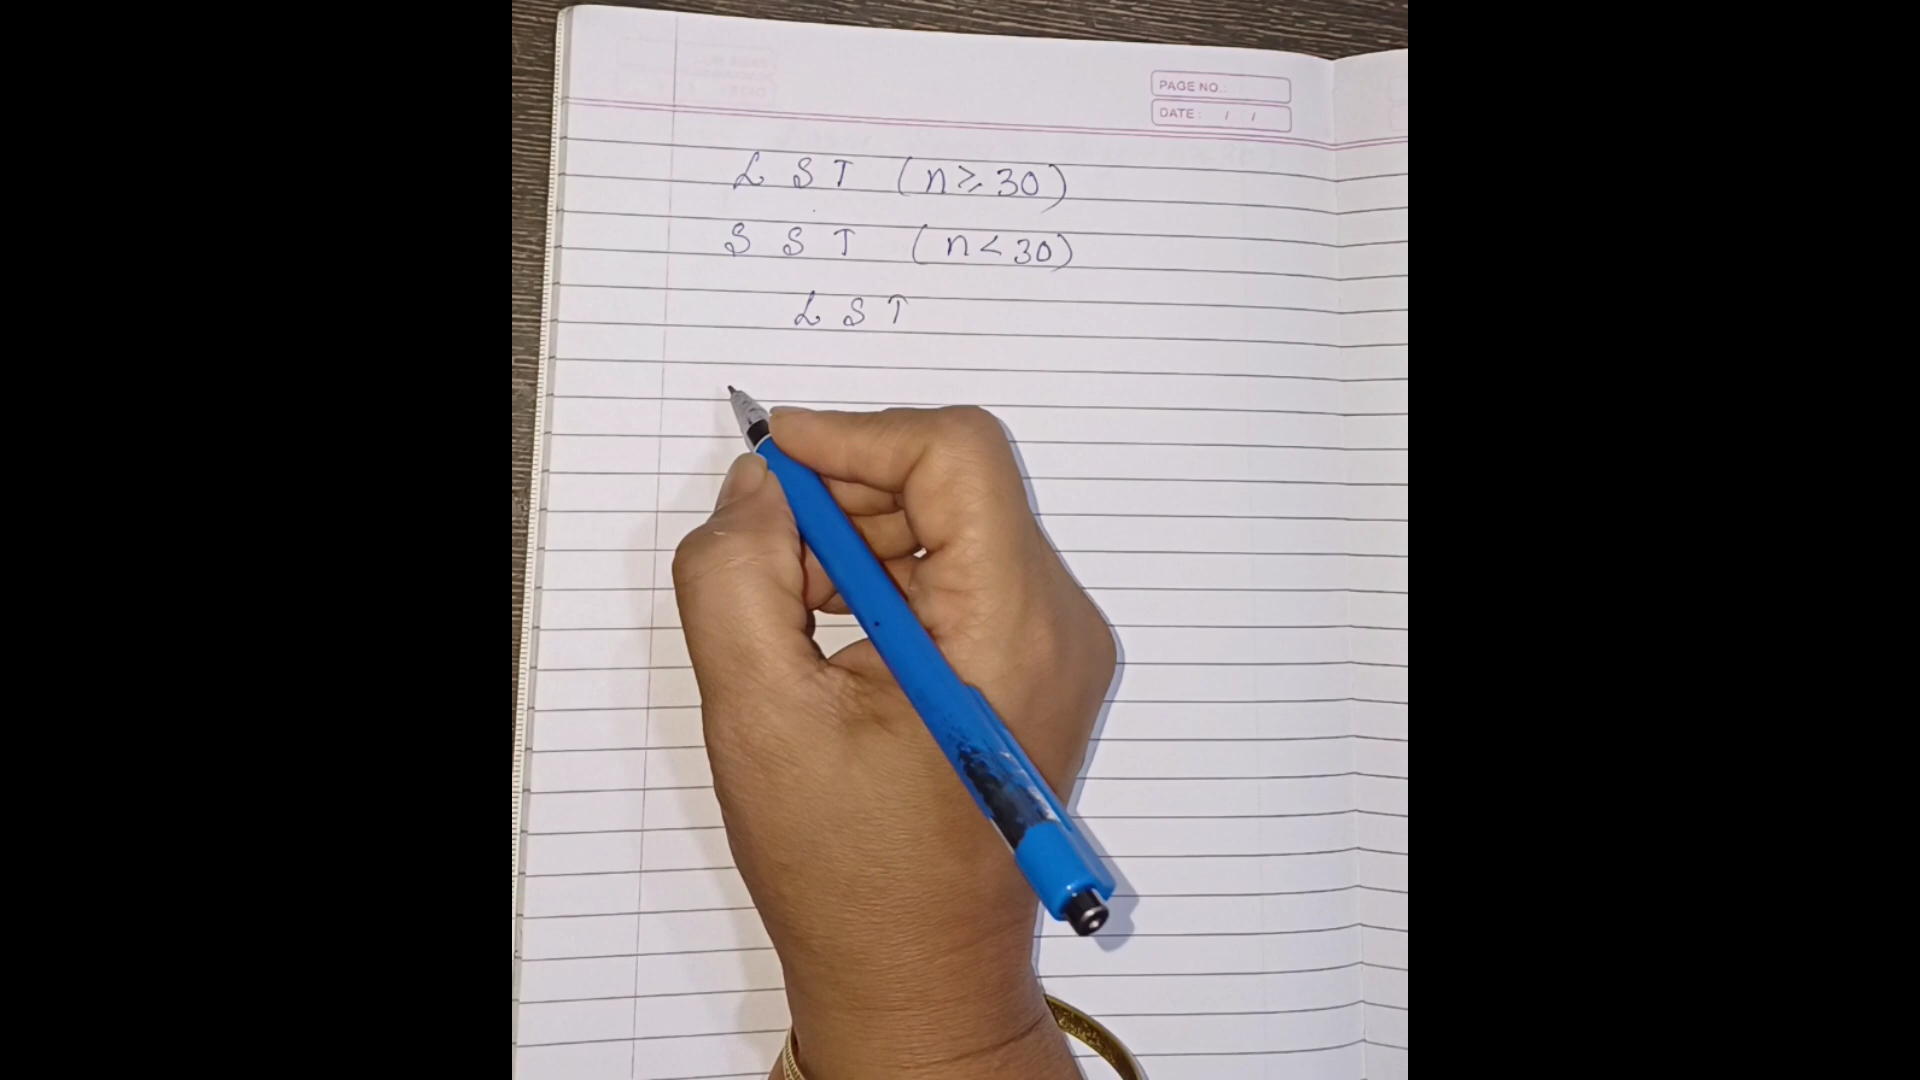 PAGE NO.:
DATE: / /
L S T (n ≥ 30)
S S T (n < 30)
L S T